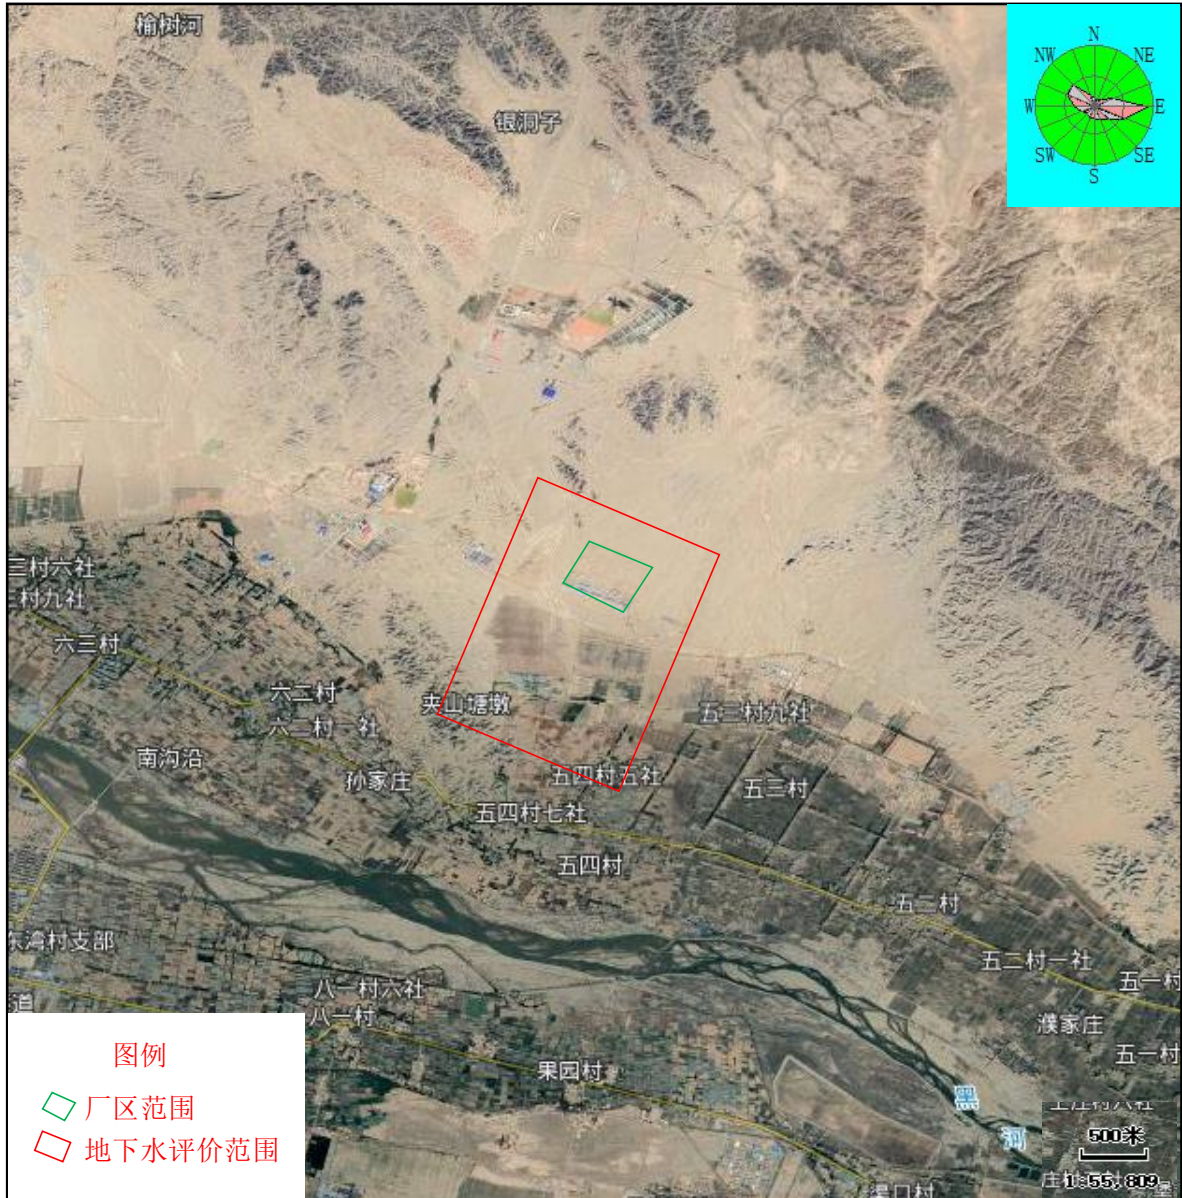 榆树河
银洞子
N
NW
NE
W
E
SW
SE
S
三村六社
二村九社
六三村
六二村
六二村一社
夹山塘墩
五三村九社
南沟沿
孙家庄
五四村五社
五三村
五四村七社
五四村
五二村
东湾村支部
五二村一社
五一村
八一村六社
道
八一村
濮家庄
五一村
果园村
黑
河
500米
1:55,809
图例
厂区范围
地下水评价范围